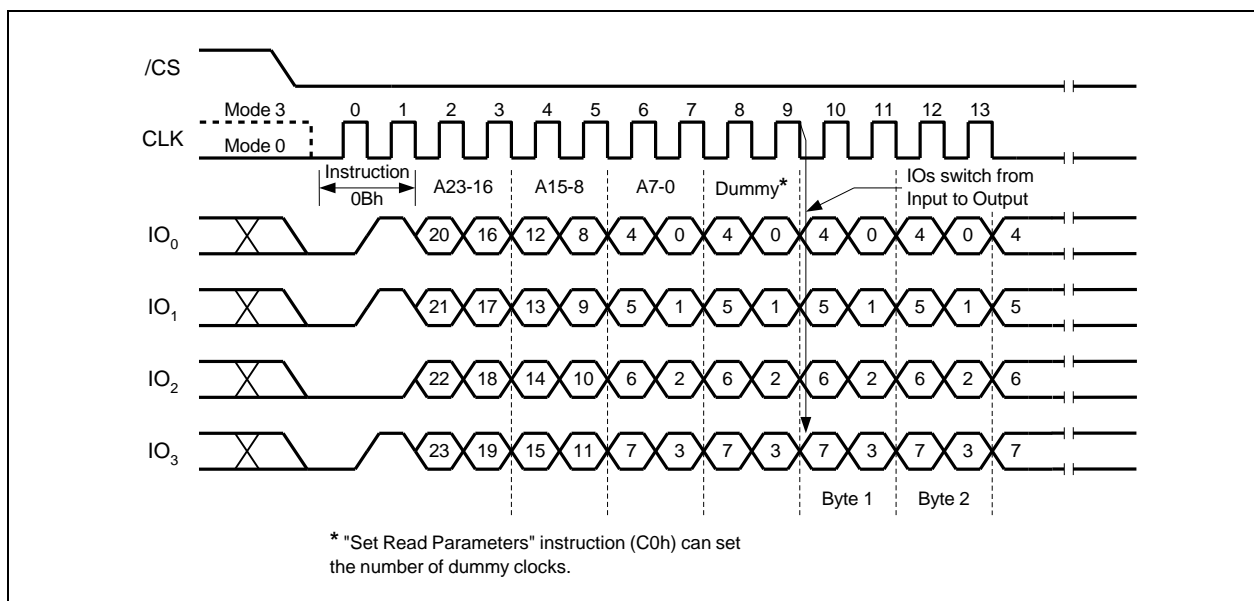 /CS
Mode 3 0 1 2 3 4 5 6 7 8 9 10 11 12 13
CLK
Mode 0
Instruction
0Bh
A23-16 A15-8 A7-0 Dummy*
IOs switch from
Input to Output
IO0 20 16 12 8 4 0 4 0 4 0 4 0 4
IO1 21 17 13 9 5 1 5 1 5 1 5 1 5
IO2 22 18 14 10 6 2 6 2 6 2 6 2 6
IO3 23 19 15 11 7 3 7 3 7 3 7 3 7
Byte 1 Byte 2
* "Set Read Parameters" instruction (C0h) can set
the number of dummy clocks.